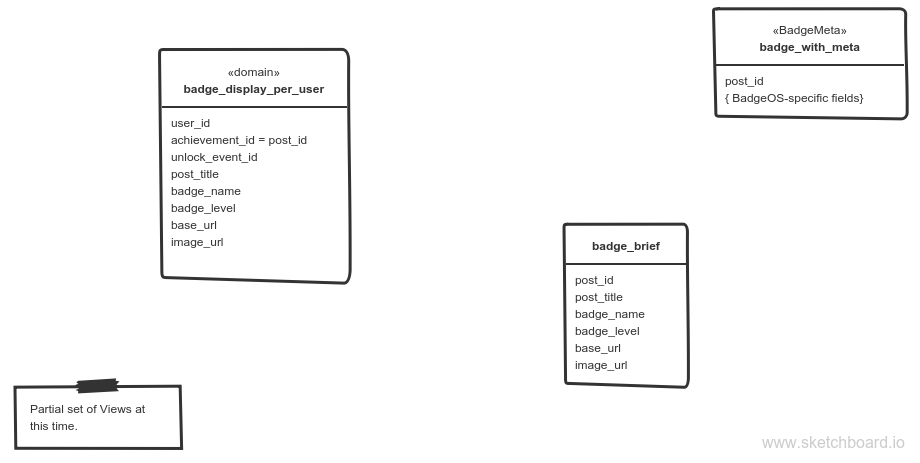 «BadgeMeta»
badge_with_meta
post_id
{ BadgeOS-specific fields}
«domain»
badge_display_per_user
user_id
achievement_id = post_id
unlock_event_id
post_title
badge_name
badge_level
base_url
image_url
badge_brief
post_id
post_title
badge_name
badge_level
base_url
image_url
Partial set of Views at
this time.
www.sketchboard.io